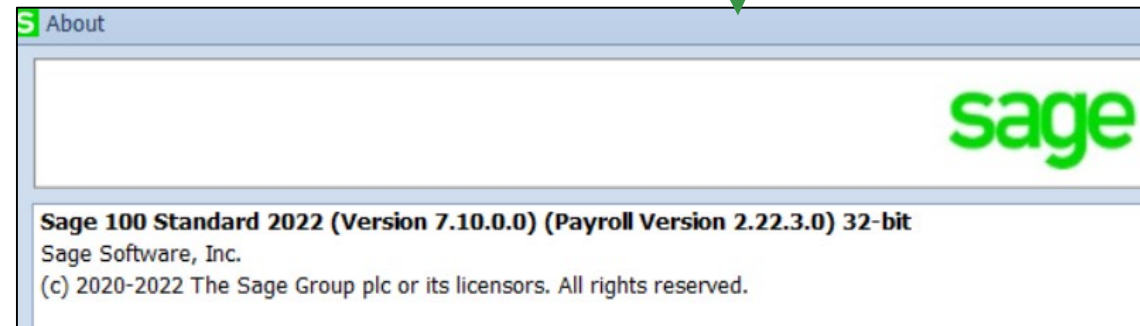 S About
sage
Sage 100 Standard 2022 (Version 7.10.0.0) (Payroll Version 2.22.3.0) 32-bit
Sage Software, Inc.
(c) 2020-2022 The Sage Group plc or its licensors. All rights reserved.